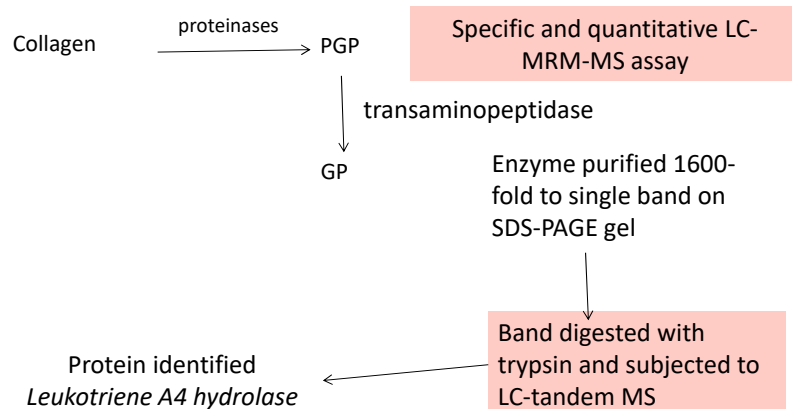 Collagen
proteinases
PGP
Specific and quantitative LC-
MRM-MS assay
transaminopeptidase
GP
Enzyme purified 1600-
fold to single band on
SDS-PAGE gel
Band digested with
trypsin and subjected to
LC-tandem MS
Protein identified
Leukotriene A4 hydrolase